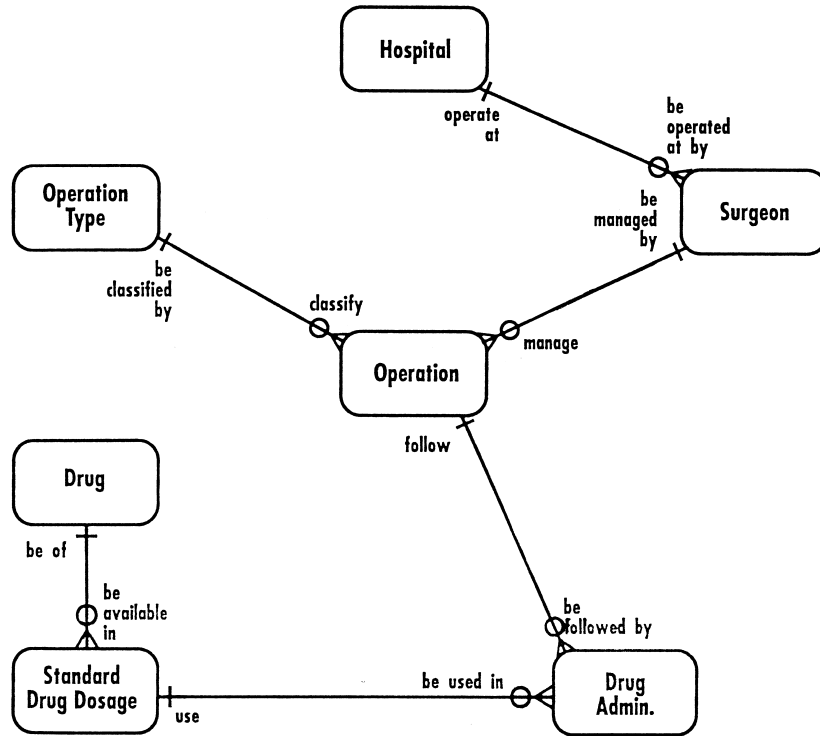 Hospital
operate
at
be
operated
at by
Operation
Type
be
managed
by
Surgeon
be
classified
by
classify
manage
Operation
follow
Drug
be of
be
available
in
be
followed by
Standard
Drug Dosage
use
be used in
Drug
Admin.